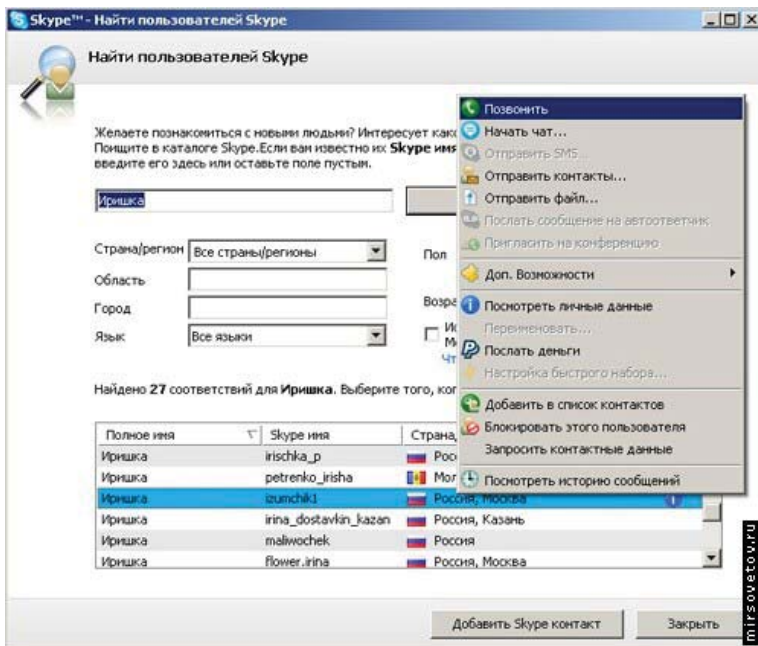 Skype™ - Найти пользователей Skype
Найти пользователей Skype
Желаете познакомиться с новыми людьми? Интересует
Поищите в каталоге Skype.Если вам известно их Skype имя
введите его здесь или оставьте поле пустым.
Иришка
Страна/регион Все страны/регионы
Пол
Область
Город
Язык Все языки
Найдено 27 соответствий для Иришка. Выберите того,
Полное имя Skype имя Страна,
Иришка irischka_p
Иришка petrenko_irisha
Иришка izumchik1 Россия, Москва
Иришка irina_dostavkin_kazan Россия, Казань
Иришка maliwochek Россия
Иришка flower.irina Россия, Москва
Добавить Skype контакт Закрыть
Позвонить
Начать чат...
Отправить SMS...
Отправить контакты...
Отправить файл...
Послать сообщение на автоответчик
Пригласить на конференцию
Доп. Возможности
Посмотреть личные данные
Переименовать...
Послать деньги
Настройка быстрого набора...
Добавить в список контактов
Блокировать этого пользователя
Запросить контактные данные
Посмотреть историю сообщений
mirsovetov.ru